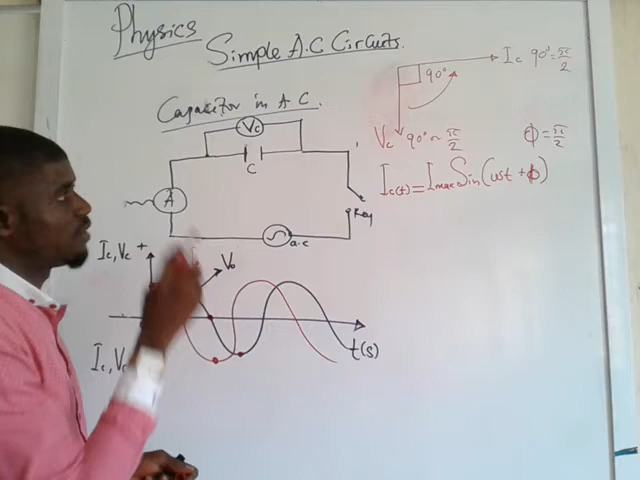 Physics
Simple A.C Circuits.
Capacitor in A C.
Vc
C
A
Key
a.c
Ic 90° = π/2
90°
Vc 90° = π/2
Φ = π/2
Ic(t) = Imax Sin(ωt + Φ)
Ic, Vc +
Vo
t(s)
Ic, Vc